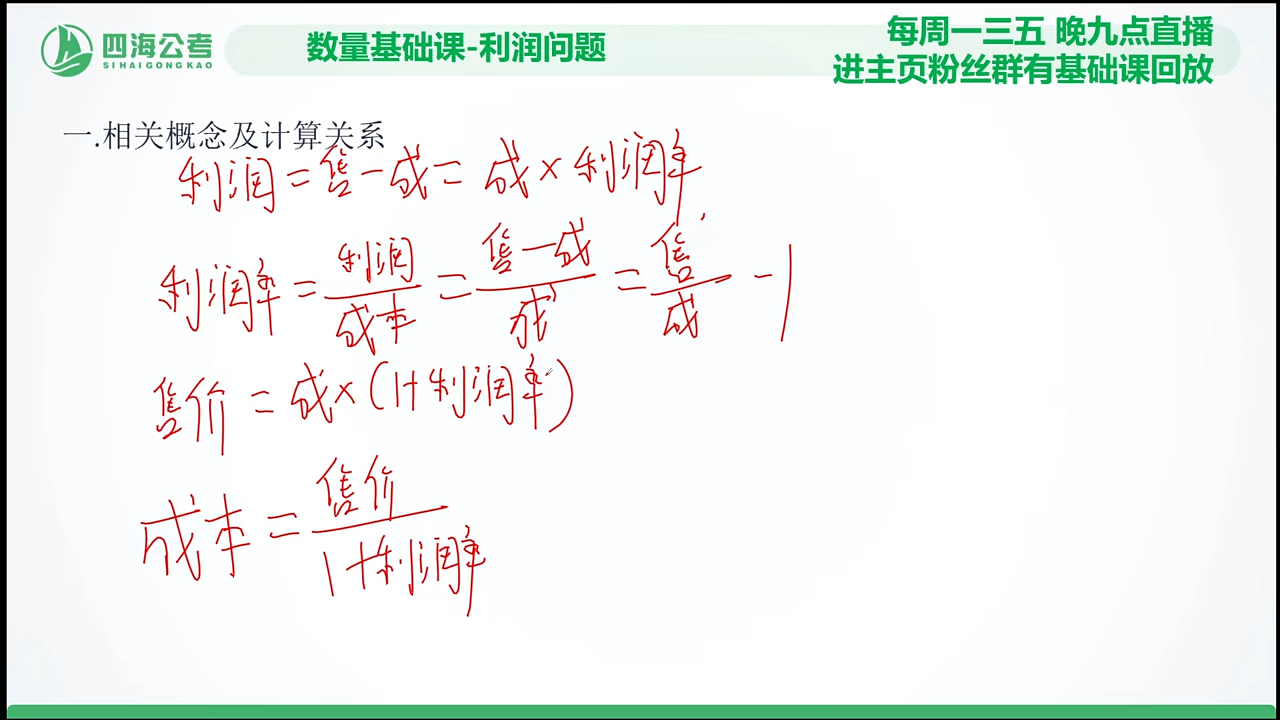 四海公考
SIHAIGONGKAO
数量基础课-利润问题
每周一三五 晚九点直播
进主页粉丝群有基础课回放
一.相关概念及计算关系
利润=售-成=成×利润率
利润率=利润/成本=售-成/成=售/成-1
售价=成×(1+利润率)
成本=售价/1+利润率